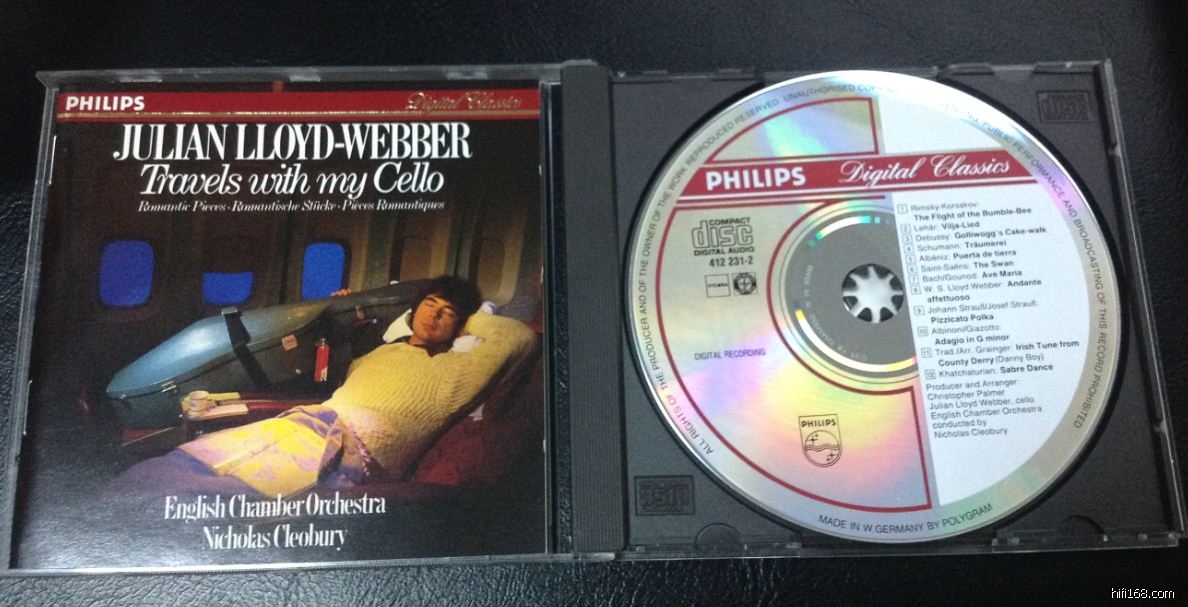 PHILIPS
Digital Classics
JULIAN LLOYD-WEBBER
Travels with my Cello
Romantic Pieces · Romantische Stücke · Pièces Romantiques
English Chamber Orchestra
Nicholas Cleobury
ALL RIGHTS OF THE PRODUCER AND OF THE OWNER OF THE WORK REPRODUCED RESERVED UNAUTHORISED PUBLIC PERFORMANCE AND BROADCASTING OF THIS RECORD PROHIBITED
PHILIPS
Digital Classics
COMPACT
disc
DIGITAL AUDIO
412 231-2
STEMRA
DIGITAL RECORDING
PHILIPS
1 Rimsky-Korsakov:
The Flight of the Bumble-Bee
2 Lehár: Vilja-Lied
3 Debussy: Golliwogg's Cake-walk
4 Schumann: Träumerei
5 Albéniz: Puerta de tierra
6 Saint-Saëns: The Swan
7 Bach/Gounod: Ave Maria
8 W. S. Lloyd Webber: Andante
affettuoso
9 Johann Strauß/Josef Strauß:
Pizzicato Polka
10 Albinoni/Giazotto:
Adagio in G minor
11 Trad./Arr. Grainger: Irish Tune from
County Derry (Danny Boy)
12 Khatchaturian: Sabre Dance
Producer and Arranger:
Christopher Palmer
Julian Lloyd Webber, cello
English Chamber Orchestra
conducted by
Nicholas Cleobury
MADE IN W. GERMANY BY POLYGRAM
disc
disc
hifi168.com